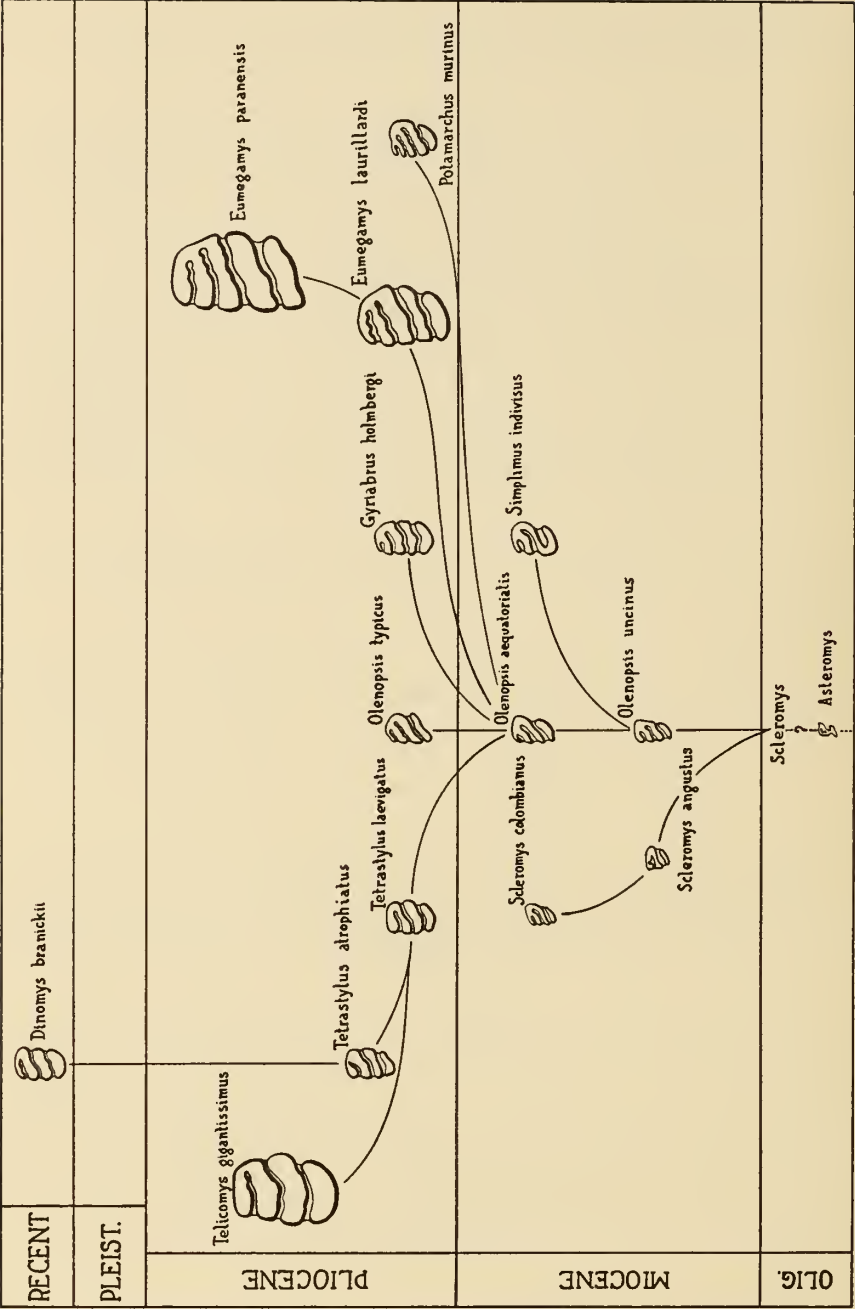 RECENT
Dinomys branickii
PLEIST.
PLIOCENE
Telicomys gigantissimus
Tetrastylus atrophiatus
Tetrastylus laevigatus
Olenopsis typicus
Gyriabrus holmbergi
Eumegamys laurillardi
Eumegamys paranensis
Potamarchus murinus
MIOCENE
Scleromys colombianus
Olenopsis aequatorialis
Simplimus indivisus
Scleromys angustus
Olenopsis uncinus
OLIG.
Scleromys
?
Asteromys